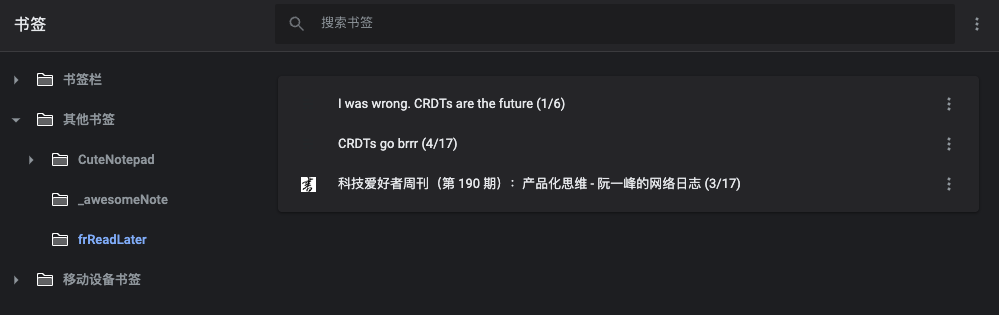 书签
搜索书签
书签栏
其他书签
CuteNotepad
_awesomeNote
frReadLater
移动设备书签
I was wrong. CRDTs are the future (1/6)
CRDTs go brrr (4/17)
科技爱好者周刊（第 190 期）：产品化思维 - 阮一峰的网络日志 (3/17)